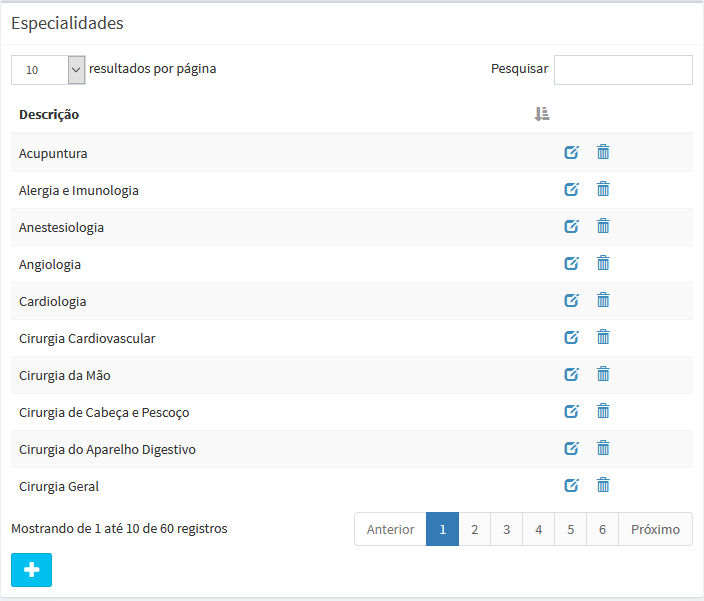 Especialidades
10 resultados por página Pesquisar
Descrição
Acupuntura
Alergia e Imunologia
Anestesiologia
Angiologia
Cardiologia
Cirurgia Cardiovascular
Cirurgia da Mão
Cirurgia de Cabeça e Pescoço
Cirurgia do Aparelho Digestivo
Cirurgia Geral
Mostrando de 1 até 10 de 60 registros Anterior 1 2 3 4 5 6 Próximo